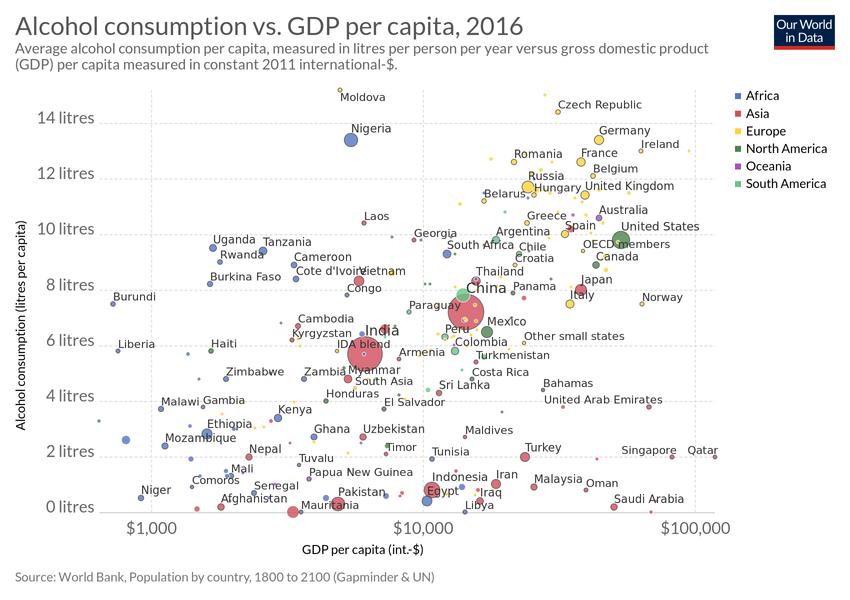 Alcohol consumption vs. GDP per capita, 2016
Average alcohol consumption per capita, measured in litres per person per year versus gross domestic product
(GDP) per capita measured in constant 2011 international-$.
Our World
in Data
Africa
Asia
Europe
North America
Oceania
South America
Alcohol consumption (litres per capita)
14 litres
12 litres
10 litres
8 litres
6 litres
4 litres
2 litres
0 litres
Moldova
Czech Republic
Nigeria
Germany
Ireland
Romania
France
Belgium
Russia
Hungary
United Kingdom
Belarus
Laos
Greece
Australia
Georgia
Argentina
Spain
United States
Uganda
Tanzania
South Africa
Chile
OECD members
Rwanda
Cameroon
Croatia
Canada
Burkina Faso
Cote d'Ivoire
Vietnam
Thailand
Congo
China
Panama
Japan
Burundi
Paraguay
Italy
Norway
Cambodia
Kyrgyzstan
India
Peru
Mexico
Liberia
Haiti
IDA blend
Armenia
Colombia
Other small states
Turkmenistan
Zimbabwe
Zambia
Myanmar
South Asia
Costa Rica
Sri Lanka
Bahamas
Malawi
Gambia
Honduras
El Salvador
United Arab Emirates
Kenya
Ethiopia
Ghana
Uzbekistan
Maldives
Mozambique
Nepal
Timor
Tunisia
Turkey
Singapore
Qatar
Tuvalu
Mali
Papua New Guinea
Indonesia
Iran
Comoros
Senegal
Malaysia
Oman
Niger
Pakistan
Egypt
Iraq
Afghanistan
Mauritania
Libya
Saudi Arabia
$1,000
$10,000
$100,000
GDP per capita (int.-$)
Source: World Bank, Population by country, 1800 to 2100 (Gapminder & UN)